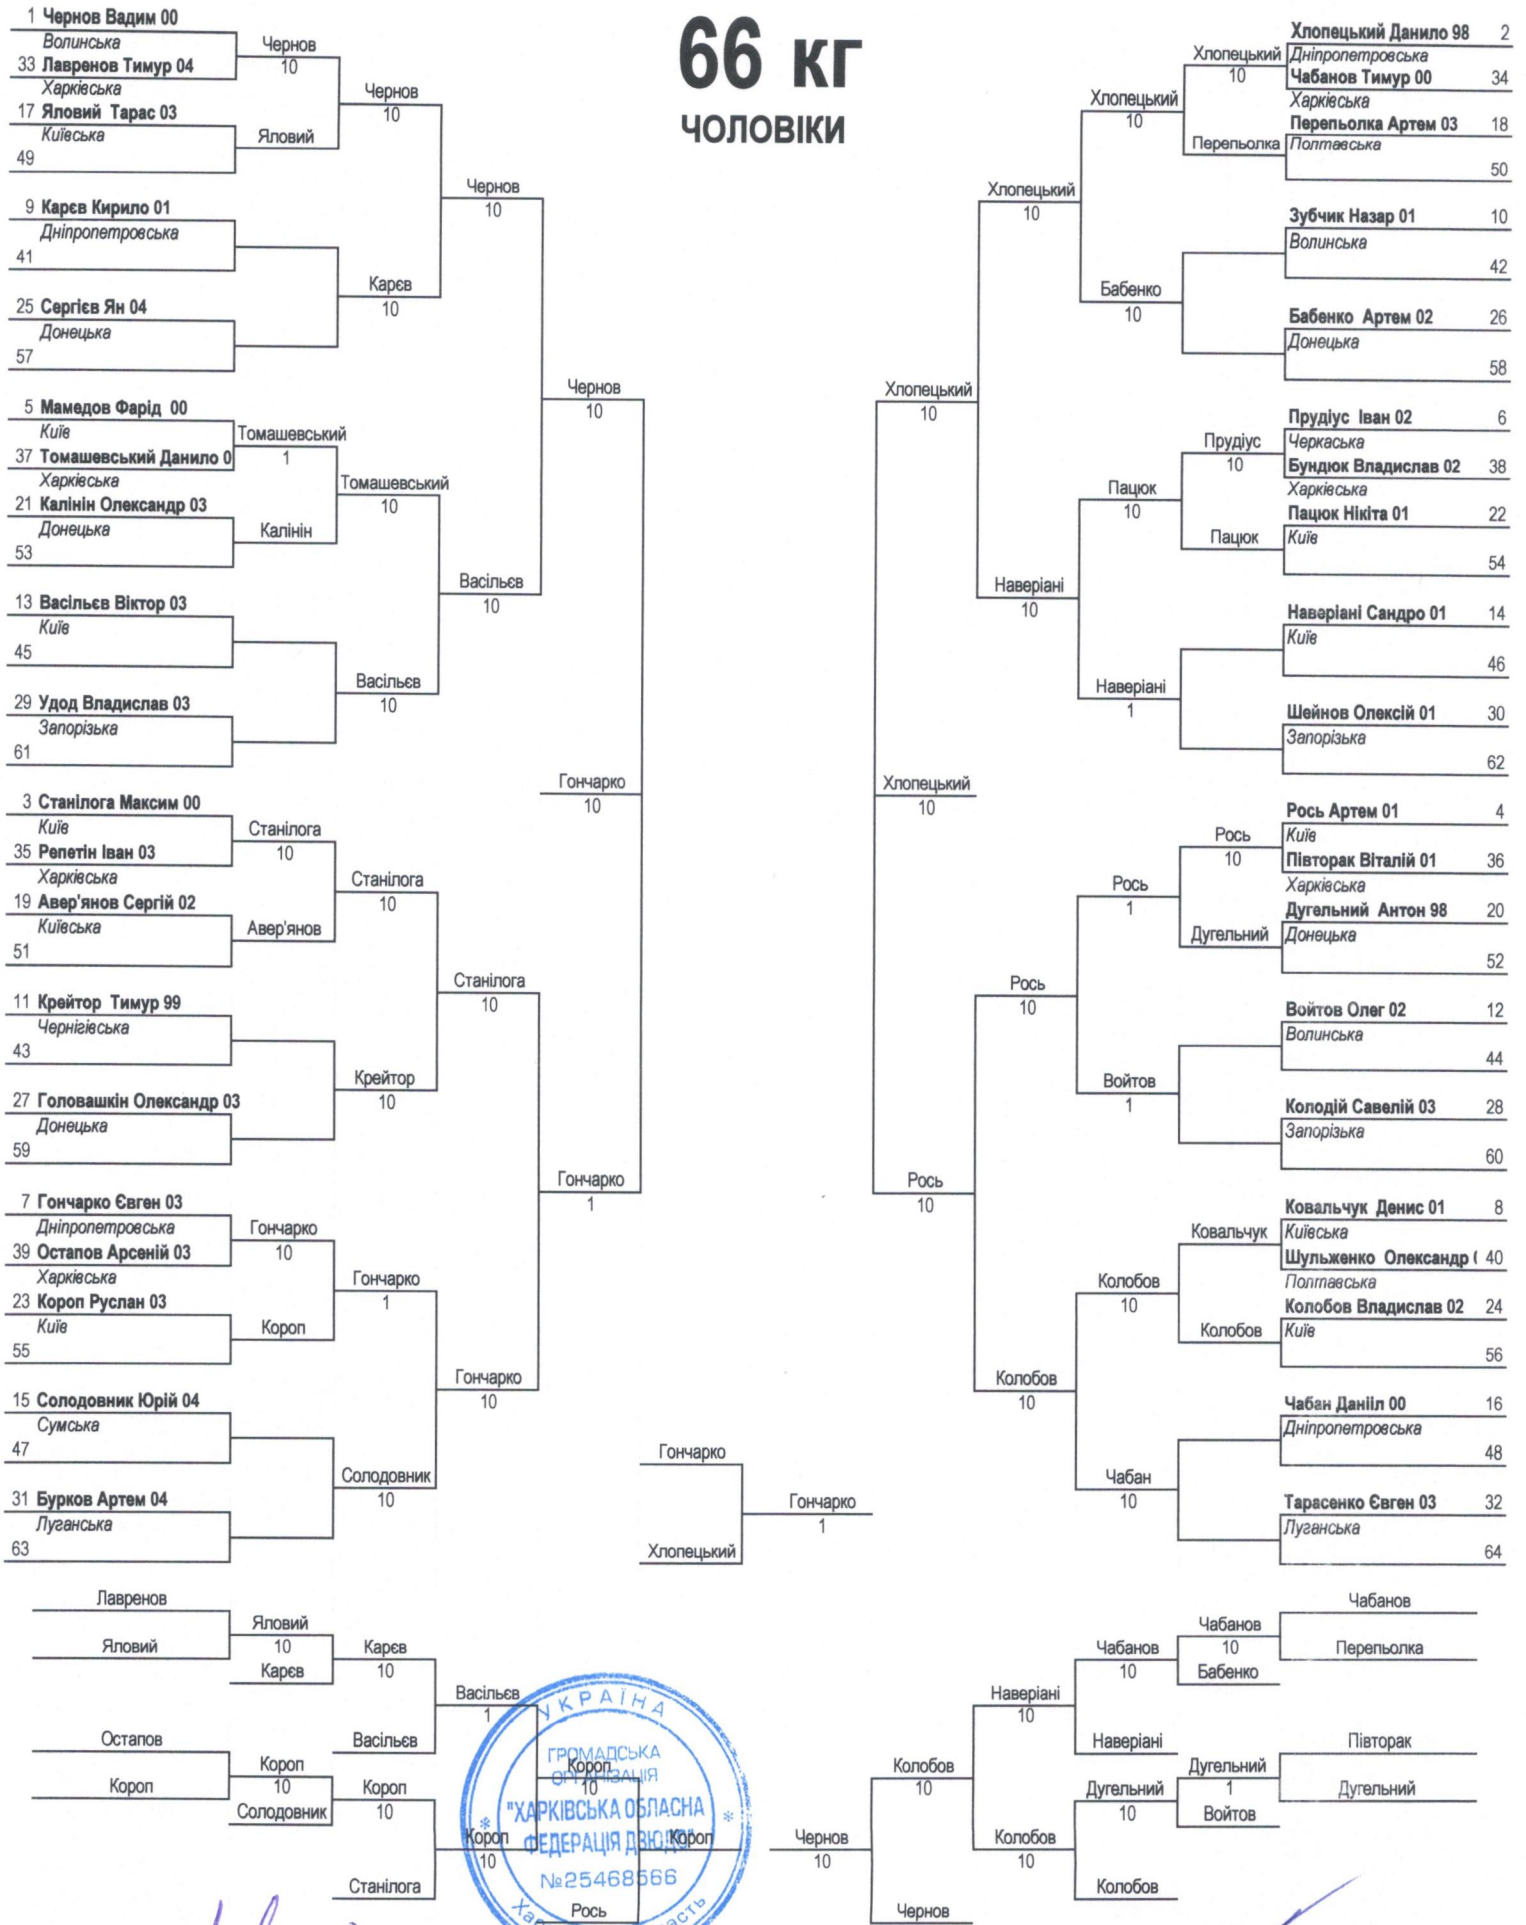 66 кг
ЧОЛОВІКИ
1 Чернов Вадим 00
Волинська
33 Лавренов Тимур 04
Харківська
17 Яловий Тарас 03
Київська
49
9 Карєв Кирило 01
Дніпропетровська
41
25 Сергієв Ян 04
Донецька
57
5 Мамедов Фарід 00
Київ
37 Томашевський Данило 0
Харківська
21 Калінін Олександр 03
Донецька
53
13 Васільєв Віктор 03
Київ
45
29 Удод Владислав 03
Запорізька
61
3 Станілога Максим 00
Київ
35 Репетін Іван 03
Харківська
19 Авер'янов Сергій 02
Київська
51
11 Крейтор Тимур 99
Чернігівська
43
27 Головашкін Олександр 03
Донецька
59
7 Гончарко Євген 03
Дніпропетровська
39 Остапов Арсеній 03
Харківська
23 Короп Руслан 03
Київ
55
15 Солодовник Юрій 04
Сумська
47
31 Бурков Артем 04
Луганська
63
Чернов
10
Яловий
Томашевський
1
Калінін
Станілога
10
Авер'янов
Гончарко
10
Короп
Чернов
10
Карєв
10
Томашевський
10
Васільєв
10
Станілога
10
Крейтор
10
Гончарко
1
Солодовник
10
Чернов
10
Васільєв
10
Станілога
10
Гончарко
10
Чернов
10
Гончарко
1
Гончарко
10
Гончарко
Хлопецький
Гончарко
1
Хлопецький
10
Хлопецький
10
Рось
10
Хлопецький
10
Наверіані
10
Рось
10
Колобов
10
Хлопецький
10
Бабенко
10
Пацюк
10
Наверіані
1
Рось
1
Войтов
1
Колобов
10
Чабан
10
Хлопецький
10
Перепьолка
Прудіус
10
Пацюк
Рось
10
Дугельний
Ковальчук
Колобов
Хлопецький Данило 98 2
Дніпропетровська
Чабанов Тимур 00 34
Харківська
Перепьолка Артем 03 18
Полтавська
50
Зубчик Назар 01 10
Волинська
42
Бабенко Артем 02 26
Донецька
58
Прудіус Іван 02 6
Черкаська
Бундюк Владислав 02 38
Харківська
Пацюк Нікіта 01 22
Київ
54
Наверіані Сандро 01 14
Київ
46
Шейнов Олексій 01 30
Запорізька
62
Рось Артем 01 4
Київ
Півторак Віталій 01 36
Харківська
Дугельний Антон 98 20
Донецька
52
Войтов Олег 02 12
Волинська
44
Колодій Савелій 03 28
Запорізька
60
Ковальчук Денис 01 8
Київська
Шульженко Олександр ( 40
Полтавська
Колобов Владислав 02 24
Київ
56
Чабан Данііл 00 16
Дніпропетровська
48
Тарасенко Євген 03 32
Луганська
64
Лавренов
Яловий
Яловий
10
Карєв
Карєв
10
Васільєв
Васільєв
1
Остапов
Короп
Короп
10
Солодовник
Короп
10
Станілога
Короп
10
Короп
10
Короп
Рось
УКРАЇНА
ГРОМАДСЬКА
ОРГАНІЗАЦІЯ
"ХАРКІВСЬКА ОБЛАСНА
ФЕДЕРАЦІЯ ДЗЮДО"
№25468566
Чабанов
Перепьолка
Чабанов
10
Бабенко
Чабанов
10
Наверіані
Наверіані
10
Півторак
Дугельний
Дугельний
1
Войтов
Дугельний
10
Колобов
Колобов
10
Колобов
10
Чернов
Чернов
10